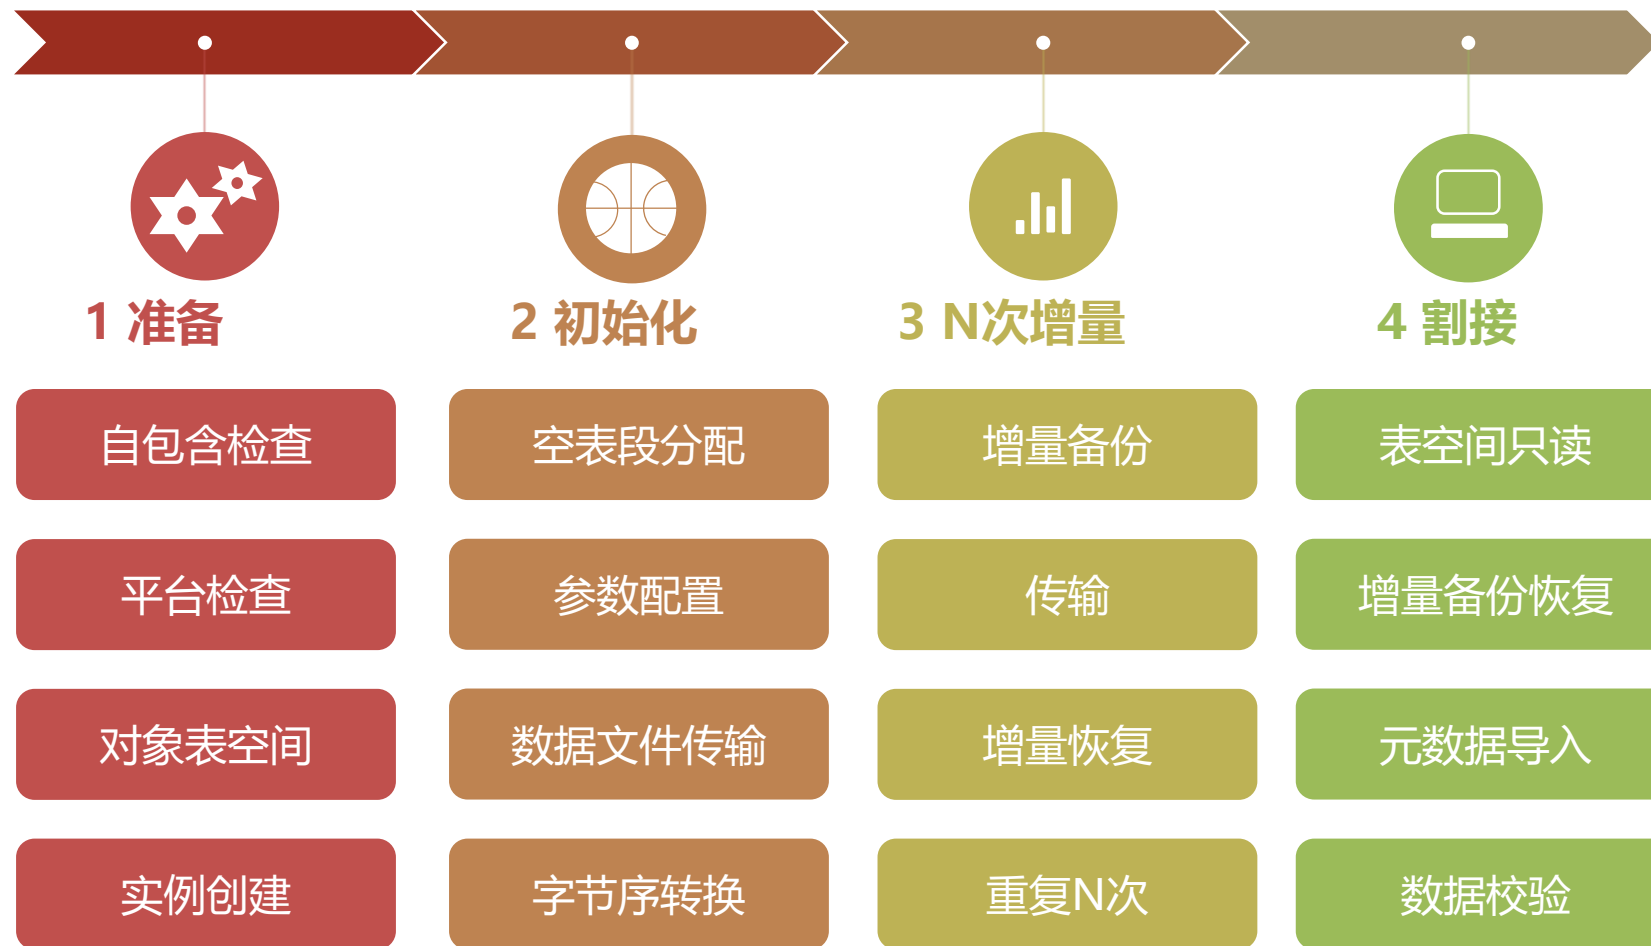 1 准备
2 初始化
3 N次增量
4 割接
自包含检查
空表段分配
增量备份
表空间只读
平台检查
参数配置
传输
增量备份恢复
对象表空间
数据文件传输
增量恢复
元数据导入
实例创建
字节序转换
重复N次
数据校验